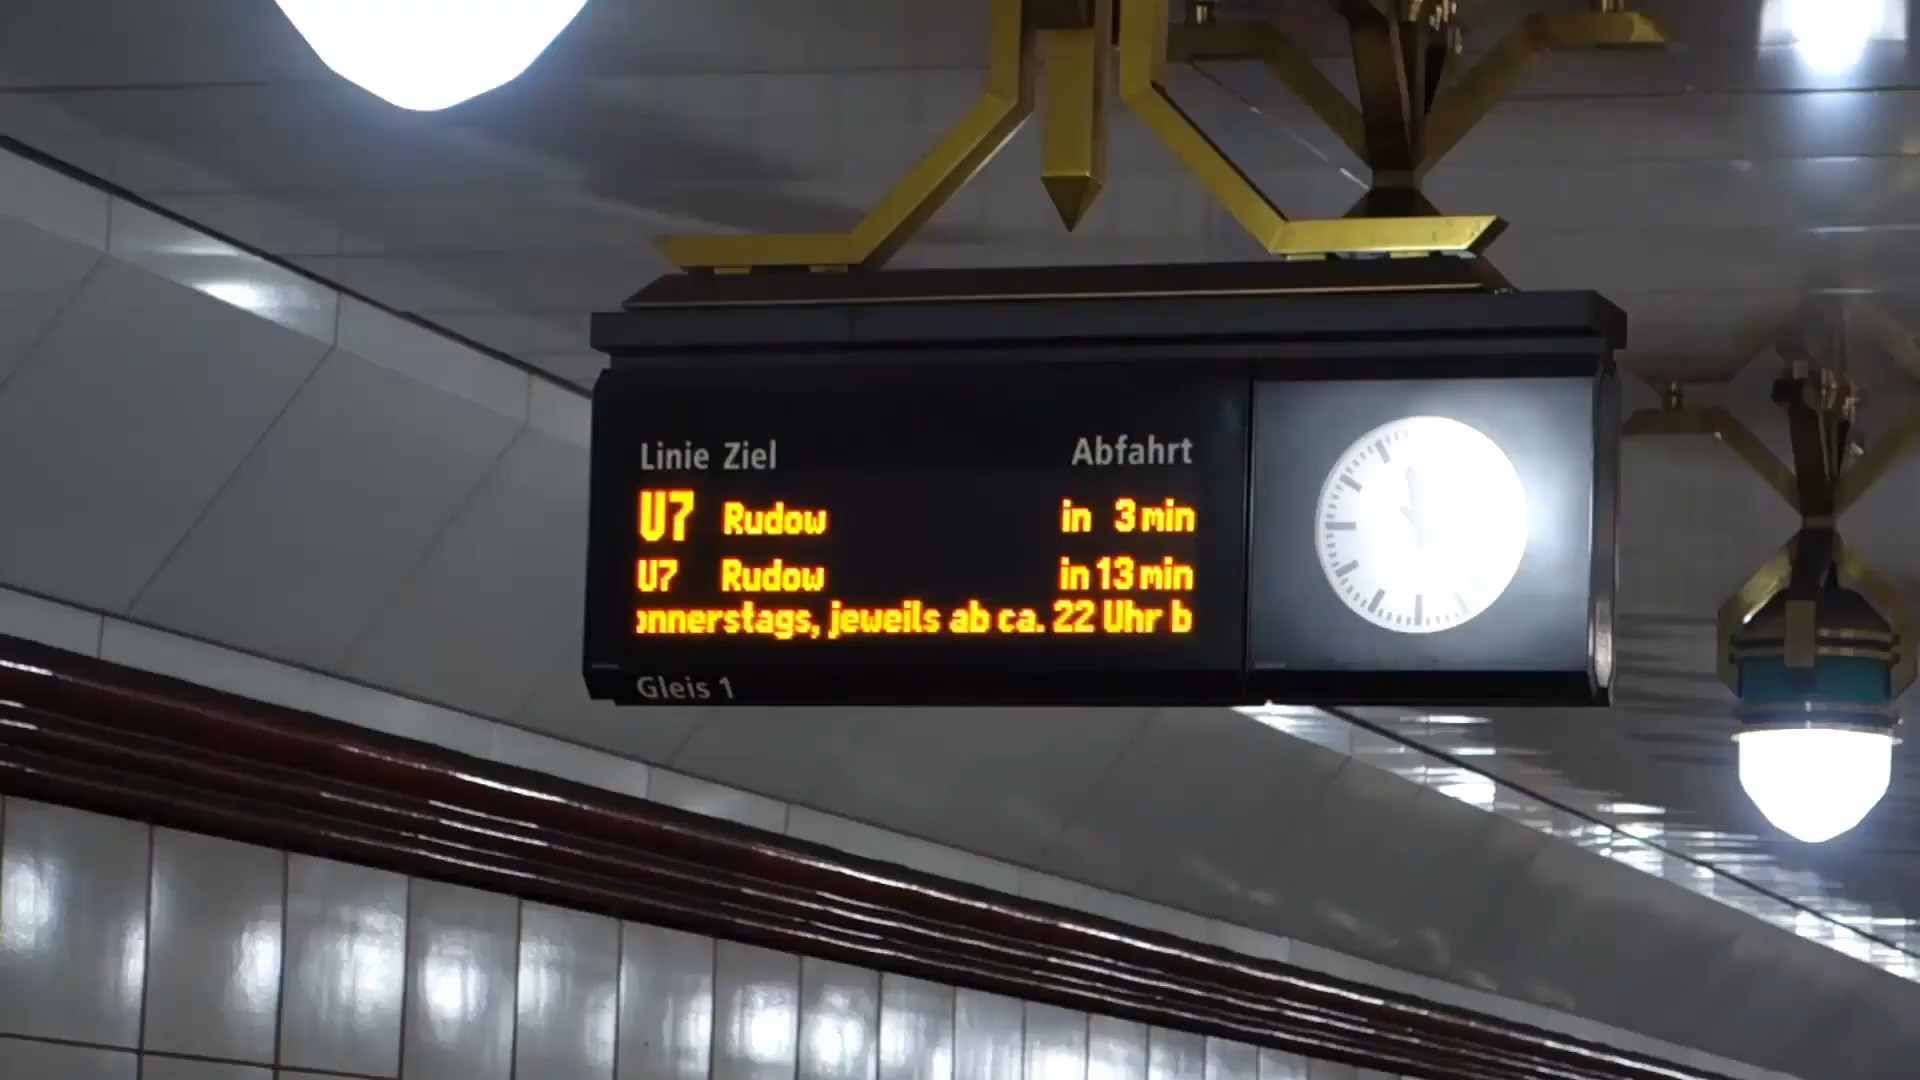 Linie Ziel Abfahrt
U7 Rudow in 3 min
U7 Rudow in 13 min
onnerstags, jeweils ab ca. 22 Uhr b
Gleis 1